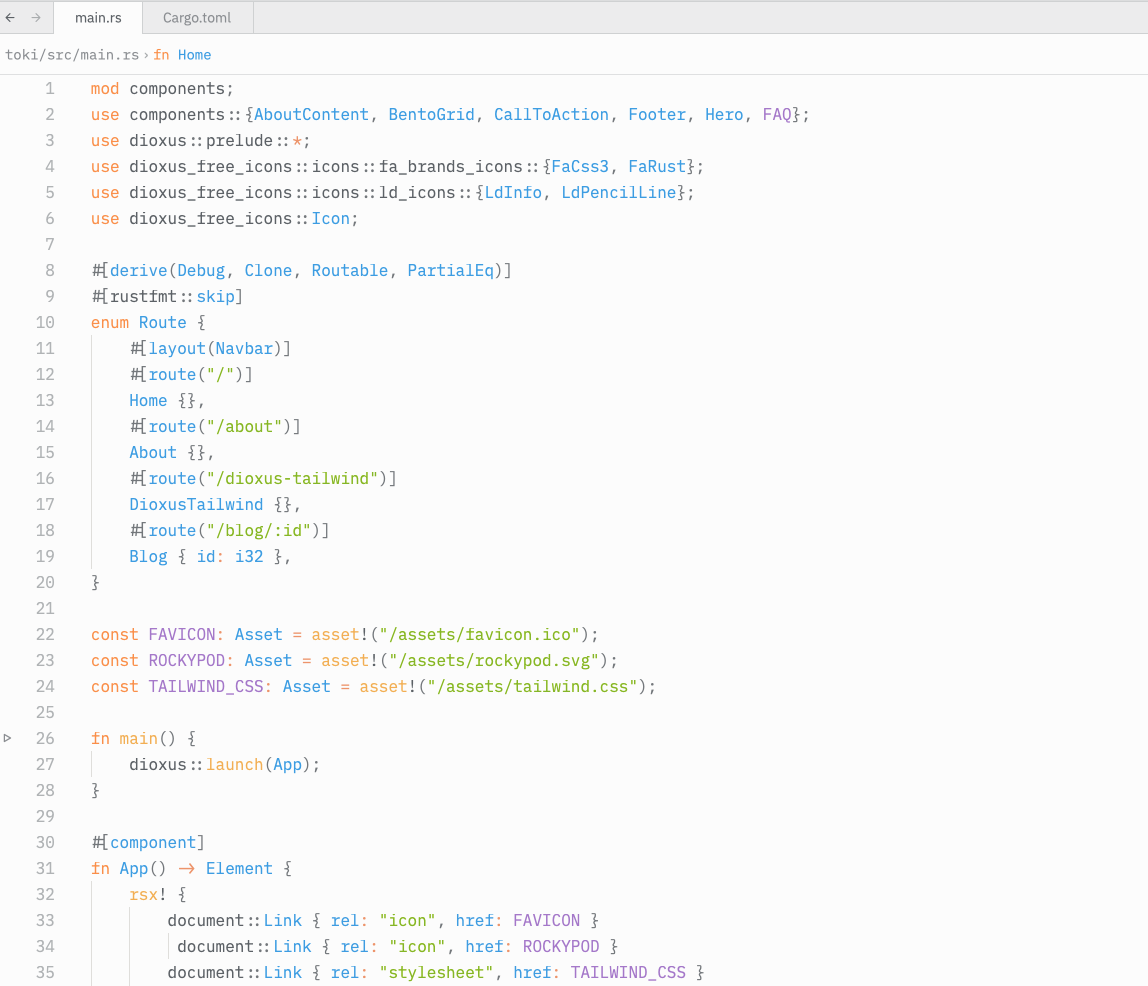 ← → main.rs Cargo.toml
toki/src/main.rs › fn Home
1 mod components;
2 use components::{AboutContent, BentoGrid, CallToAction, Footer, Hero, FAQ};
3 use dioxus::prelude::*;
4 use dioxus_free_icons::icons::fa_brands_icons::{FaCss3, FaRust};
5 use dioxus_free_icons::icons::ld_icons::{LdInfo, LdPencilLine};
6 use dioxus_free_icons::Icon;
7
8 #[derive(Debug, Clone, Routable, PartialEq)]
9 #[rustfmt::skip]
10 enum Route {
11     #[layout(Navbar)]
12     #[route("/")]
13     Home {},
14     #[route("/about")]
15     About {},
16     #[route("/dioxus-tailwind")]
17     DioxusTailwind {},
18     #[route("/blog/:id")]
19     Blog { id: i32 },
20 }
21
22 const FAVICON: Asset = asset!("/assets/favicon.ico");
23 const ROCKYPOD: Asset = asset!("/assets/rockypod.svg");
24 const TAILWIND_CSS: Asset = asset!("/assets/tailwind.css");
25
26 fn main() {
27     dioxus::launch(App);
28 }
29
30 #[component]
31 fn App() -> Element {
32     rsx! {
33         document::Link { rel: "icon", href: FAVICON }
34          document::Link { rel: "icon", href: ROCKYPOD }
35         document::Link { rel: "stylesheet", href: TAILWIND_CSS }